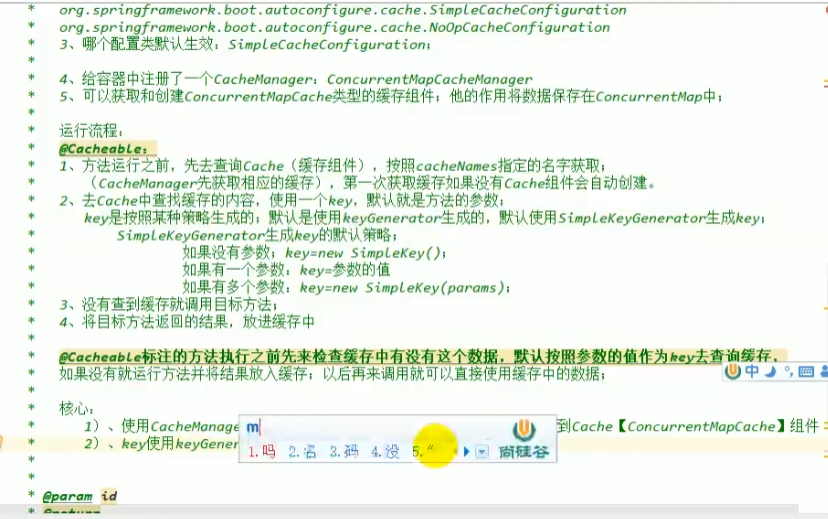 * org.springframework.boot.autoconfigure.cache.SimpleCacheConfiguration
* org.springframework.boot.autoconfigure.cache.NoOpCacheConfiguration
* 3、哪个配置类默认生效：SimpleCacheConfiguration；
*
* 4、给容器中注册了一个CacheManager：ConcurrentMapCacheManager
* 5、可以获取和创建ConcurrentMapCache类型的缓存组件；他的作用将数据保存在ConcurrentMap中；
*
* 运行流程：
* @Cacheable：
* 1、方法运行之前，先去查询Cache（缓存组件），按照cacheNames指定的名字获取；
* （CacheManager先获取相应的缓存），第一次获取缓存如果没有Cache组件会自动创建。
* 2、去Cache中查找缓存的内容，使用一个key，默认就是方法的参数；
* key是按照某种策略生成的；默认是使用keyGenerator生成的，默认使用SimpleKeyGenerator生成key；
* SimpleKeyGenerator生成key的默认策略；
* 如果没有参数；key=new SimpleKey()；
* 如果有一个参数：key=参数的值
* 如果有多个参数：key=new SimpleKey(params)；
* 3、没有查到缓存就调用目标方法；
* 4、将目标方法返回的结果，放进缓存中
*
* @Cacheable标注的方法执行之前先来检查缓存中有没有这个数据，默认按照参数的值作为key去查询缓存，
* 如果没有就运行方法并将结果放入缓存；以后再来调用就可以直接使用缓存中的数据；
中
*
* 核心：
* 1）、使用CacheManage 到Cache【ConcurrentMapCache】组件
* 2）、key使用keyGener
m
1.吗 2.名 3.码 4.没 5.
尚硅谷
*
*
* @param id
* @return